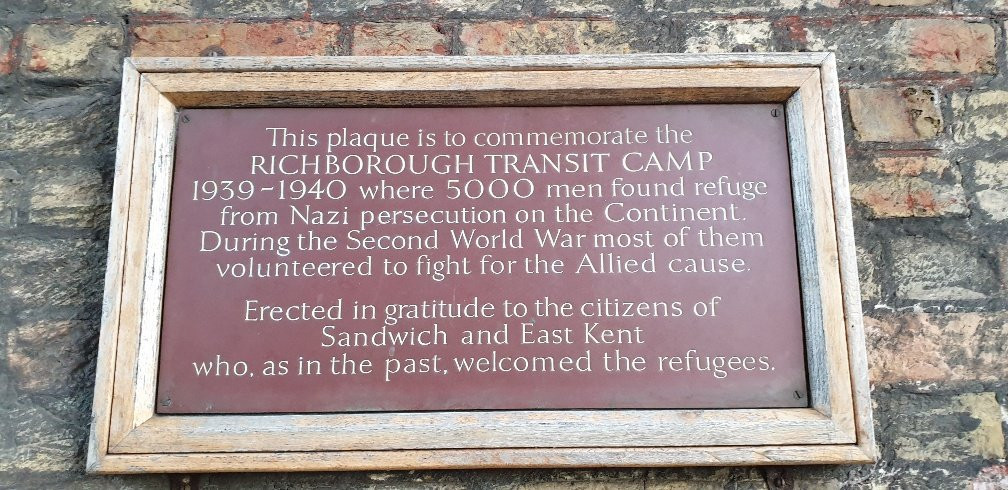 This plaque is to commemorate the
RICHBOROUGH TRANSIT CAMP
1939-1940 where 5000 men found refuge
from Nazi persecution on the Continent.
During the Second World War most of them
volunteered to fight for the Allied cause.
Erected in gratitude to the citizens of
Sandwich and East Kent
who, as in the past, welcomed the refugees.